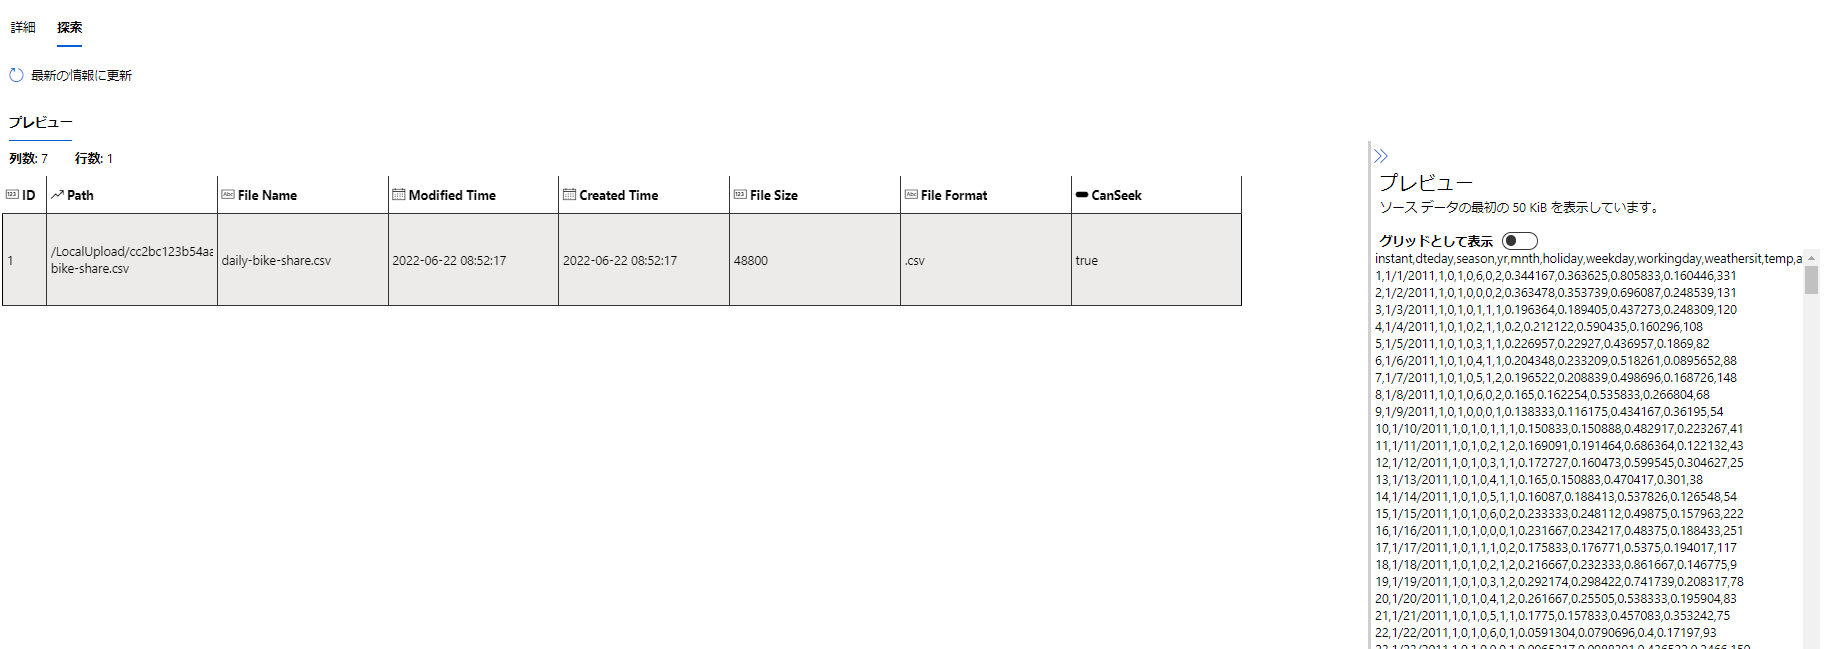 詳細 探索
最新の情報に更新
プレビュー
列数: 7 行数: 1
ID Path File Name Modified Time Created Time File Size File Format CanSeek
1 /LocalUpload/cc2bc123b54aa bike-share.csv daily-bike-share.csv 2022-06-22 08:52:17 2022-06-22 08:52:17 48800 .csv true
プレビュー
ソース データの最初の 50 KiB を表示しています。
グリッドとして表示
instant,dteday,season,yr,mnth,holiday,weekday,workingday,weathersit,temp,a
1,1/1/2011,1,0,1,0,6,0,2,0.344167,0.363625,0.805833,0.160446,331
2,1/2/2011,1,0,1,0,0,0,2,0.363478,0.353739,0.696087,0.248539,131
3,1/3/2011,1,0,1,0,1,1,1,0.196364,0.189405,0.437273,0.248309,120
4,1/4/2011,1,0,1,0,2,1,1,0.2,0.212122,0.590435,0.160296,108
5,1/5/2011,1,0,1,0,3,1,1,0.226957,0.22927,0.436957,0.1869,82
6,1/6/2011,1,0,1,0,4,1,1,0.204348,0.233209,0.518261,0.0895652,88
7,1/7/2011,1,0,1,0,5,1,2,0.196522,0.208839,0.498696,0.168726,148
8,1/8/2011,1,0,1,0,6,0,2,0.165,0.162254,0.535833,0.266804,68
9,1/9/2011,1,0,1,0,0,0,1,0.138333,0.116175,0.434167,0.36195,54
10,1/10/2011,1,0,1,0,1,1,1,0.150833,0.150888,0.482917,0.223267,41
11,1/11/2011,1,0,1,0,2,1,2,0.169091,0.191464,0.686364,0.122132,43
12,1/12/2011,1,0,1,0,3,1,1,0.172727,0.160473,0.599545,0.304627,25
13,1/13/2011,1,0,1,0,4,1,1,0.165,0.150883,0.470417,0.301,38
14,1/14/2011,1,0,1,0,5,1,1,0.16087,0.188413,0.537826,0.126548,54
15,1/15/2011,1,0,1,0,6,0,2,0.233333,0.248112,0.49875,0.157963,222
16,1/16/2011,1,0,1,0,0,0,1,0.231667,0.234217,0.48375,0.188433,251
17,1/17/2011,1,0,1,1,1,0,2,0.175833,0.176771,0.5375,0.194017,117
18,1/18/2011,1,0,1,0,2,1,2,0.216667,0.232333,0.861667,0.146775,9
19,1/19/2011,1,0,1,0,3,1,2,0.292174,0.298422,0.741739,0.208317,78
20,1/20/2011,1,0,1,0,4,1,2,0.261667,0.25505,0.538333,0.195904,83
21,1/21/2011,1,0,1,0,5,1,1,0.1775,0.157833,0.457083,0.353242,75
22,1/22/2011,1,0,1,0,6,0,1,0.0591304,0.0790696,0.4,0.17197,93